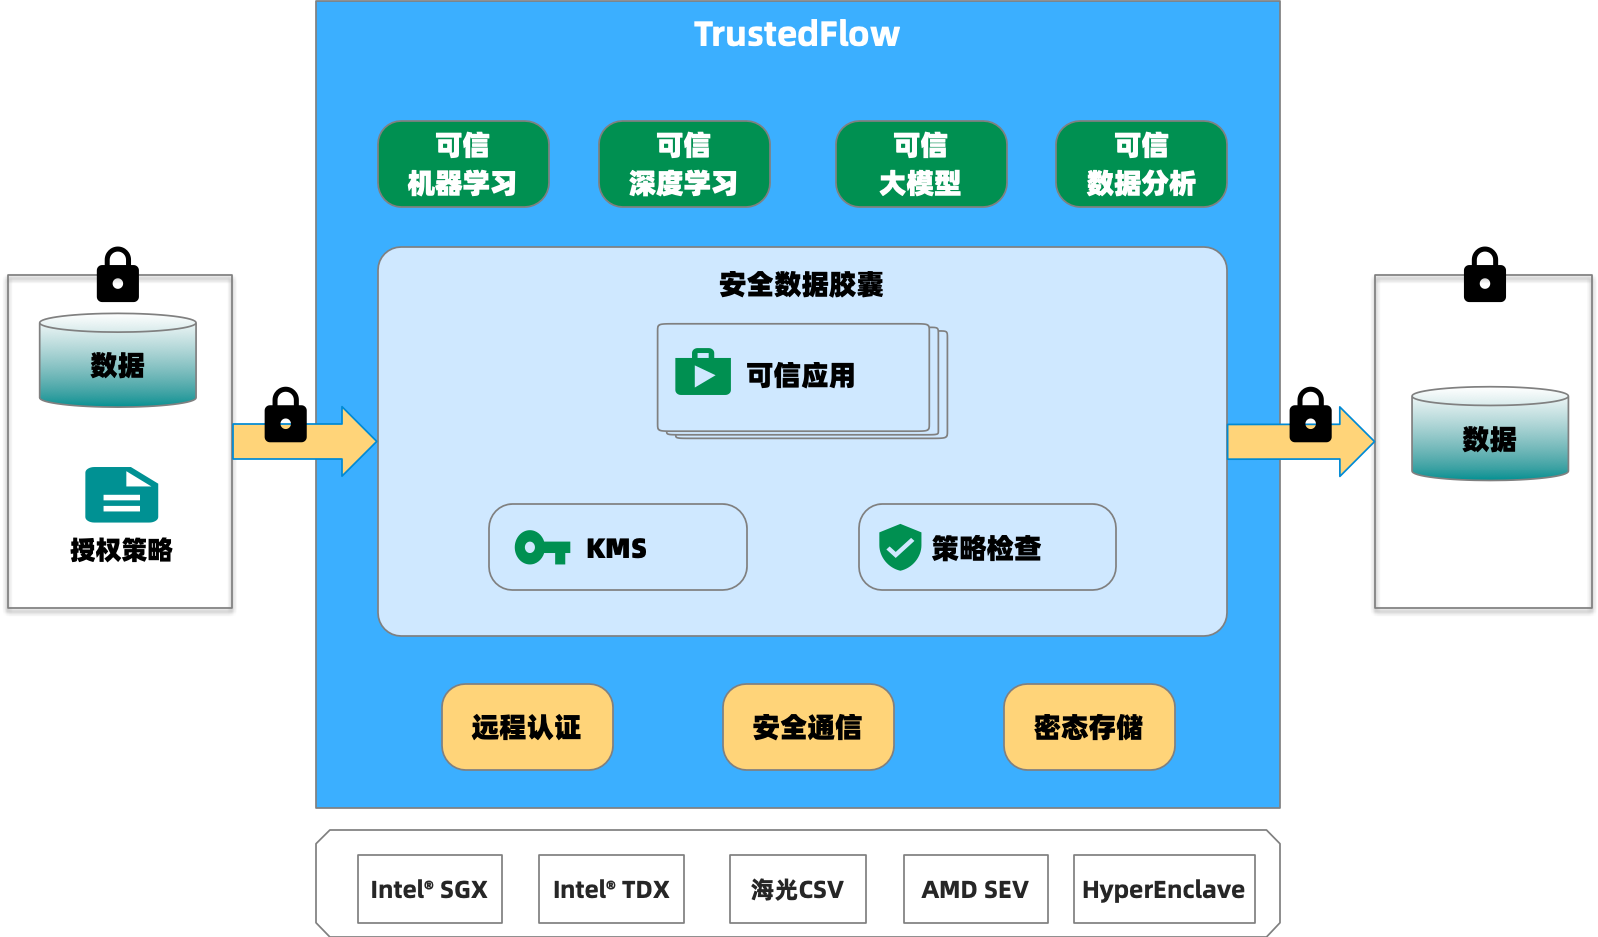 TrustedFlow
可信
机器学习
可信
深度学习
可信
大模型
可信
数据分析
安全数据胶囊
可信应用
KMS
策略检查
数据
授权策略
数据
远程认证
安全通信
密态存储
Intel® SGX
Intel® TDX
海光CSV
AMD SEV
HyperEnclave